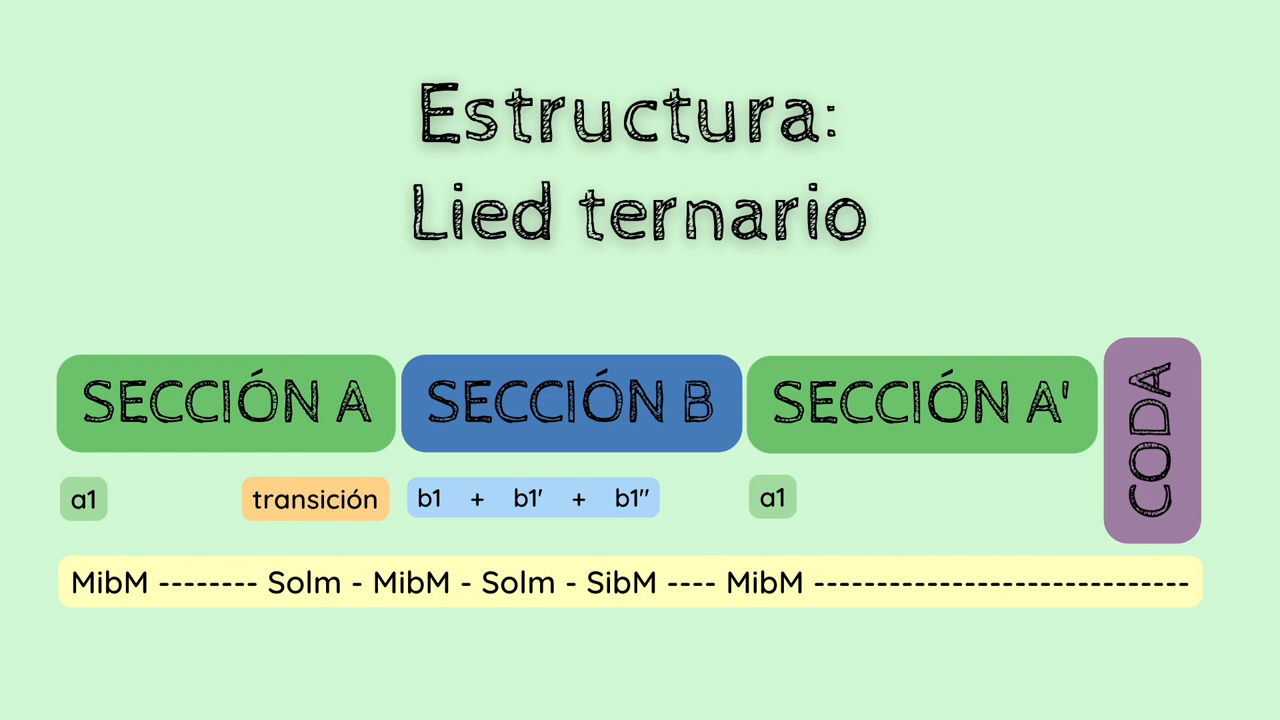 Estructura:
Lied ternario
SECCIÓN A SECCIÓN B SECCIÓN A' CODA
a1 transición b1 + b1' + b1'' a1
MibM -------- Solm - MibM - Solm - SibM ---- MibM ------------------------------